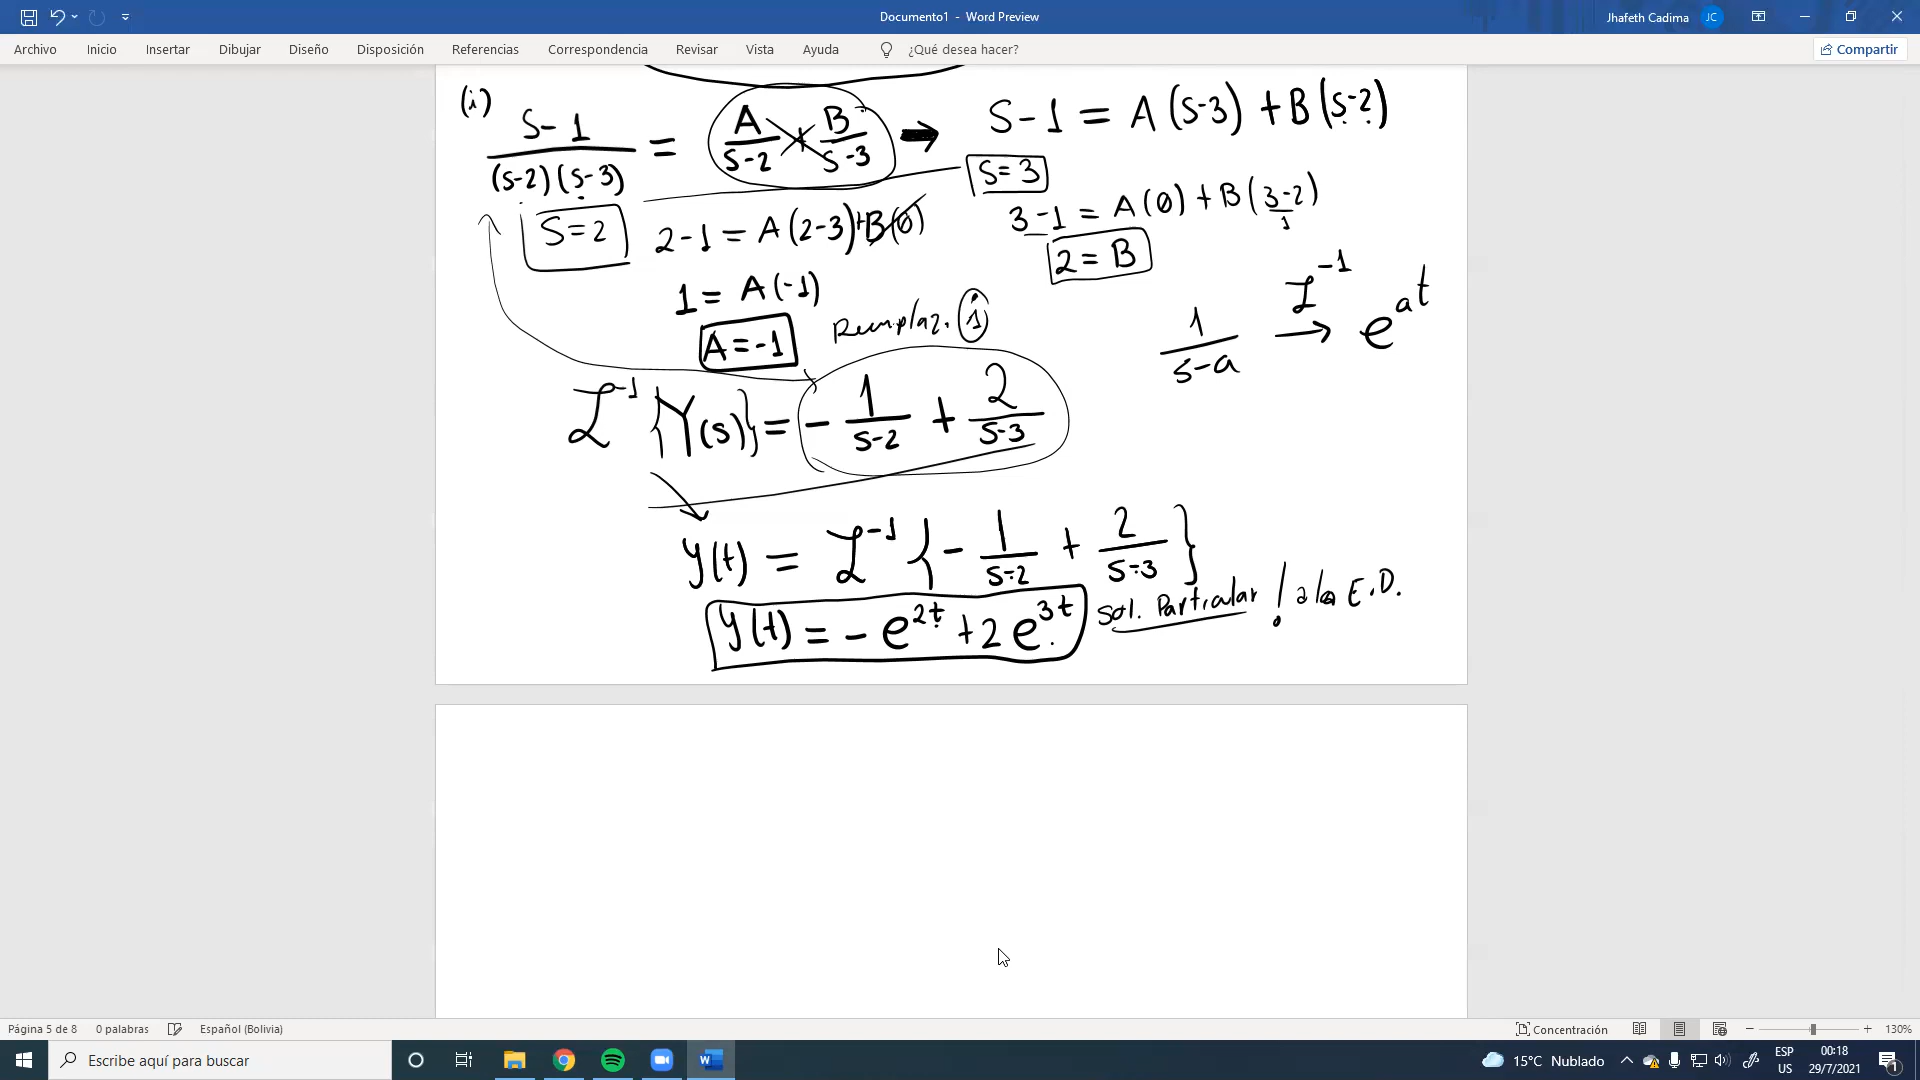 Documento1 - Word Preview
Jhafeth Cadima JC
Archivo Inicio Insertar Dibujar Diseño Disposición Referencias Correspondencia Revisar Vista Ayuda ¿Qué desea hacer? Compartir
(i) S-1/(s-2)(s-3) = A/s-2 + B/s-3 → S-1 = A(s-3) + B(s-2)
S=3
S=2 2-1 = A(2-3)+B(0) 3-1 = A(0) + B(3-2)
1
2 = B
1 = A(-1)
A=-1 Remplaz. (i) 1/s-a ℒ⁻¹ → e^at
ℒ⁻¹{Y(s)} = - 1/s-2 + 2/s-3
y(t) = ℒ⁻¹{- 1/s-2 + 2/s-3}
y(t) = - e^2t + 2e^3t Sol. Particular ! a la E.D.
Página 5 de 8 0 palabras Español (Bolivia) Concentración 130%
Escribe aquí para buscar 15°C Nublado ESP US 00:18 29/7/2021 1